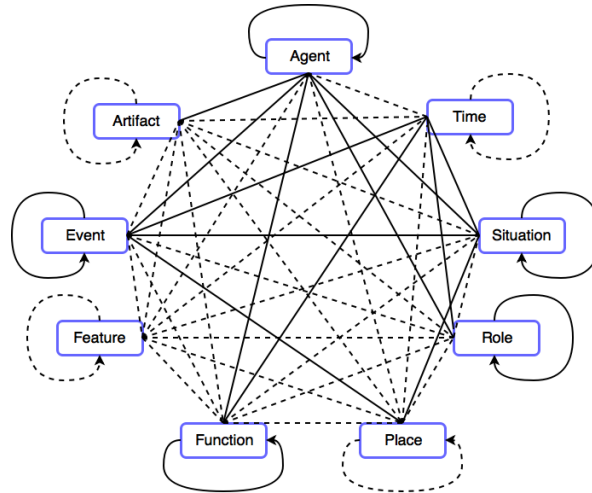 Agent
Artifact
Time
Event
Situation
Feature
Role
Function
Place